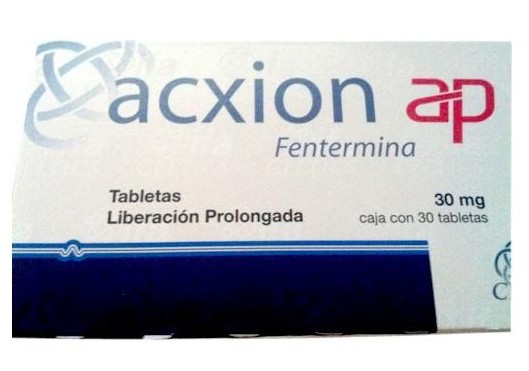 acxion ap
Fentermina
Tabletas
Liberación Prolongada
30 mg
caja con 30 tabletas